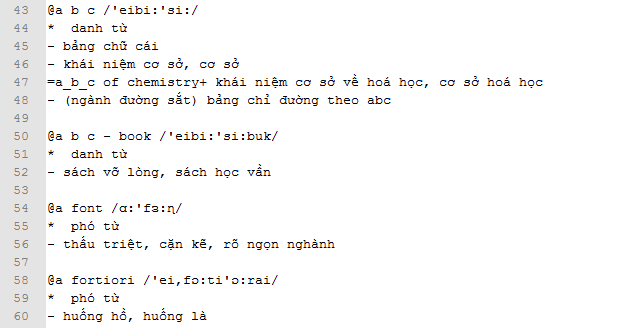 43 @a b c /'eibi:'si:/
44 *  danh từ
45 - bảng chữ cái
46 - khái niệm cơ sở, cơ sở
47 =a_b_c of chemistry+ khái niệm cơ sở về hoá học, cơ sở hoá học
48 - (ngành đường sắt) bảng chỉ đường theo abc
49
50 @a b c - book /'eibi:'si:buk/
51 *  danh từ
52 - sách vỡ lòng, sách học vần
53
54 @a font /ɑ:'fɜ:ɳ/
55 *  phó từ
56 - thấu triệt, cặn kẽ, rõ ngọn nghành
57
58 @a fortiori /'ei,fɔ:ti'ɔ:rai/
59 *  phó từ
60 - huống hồ, huống là